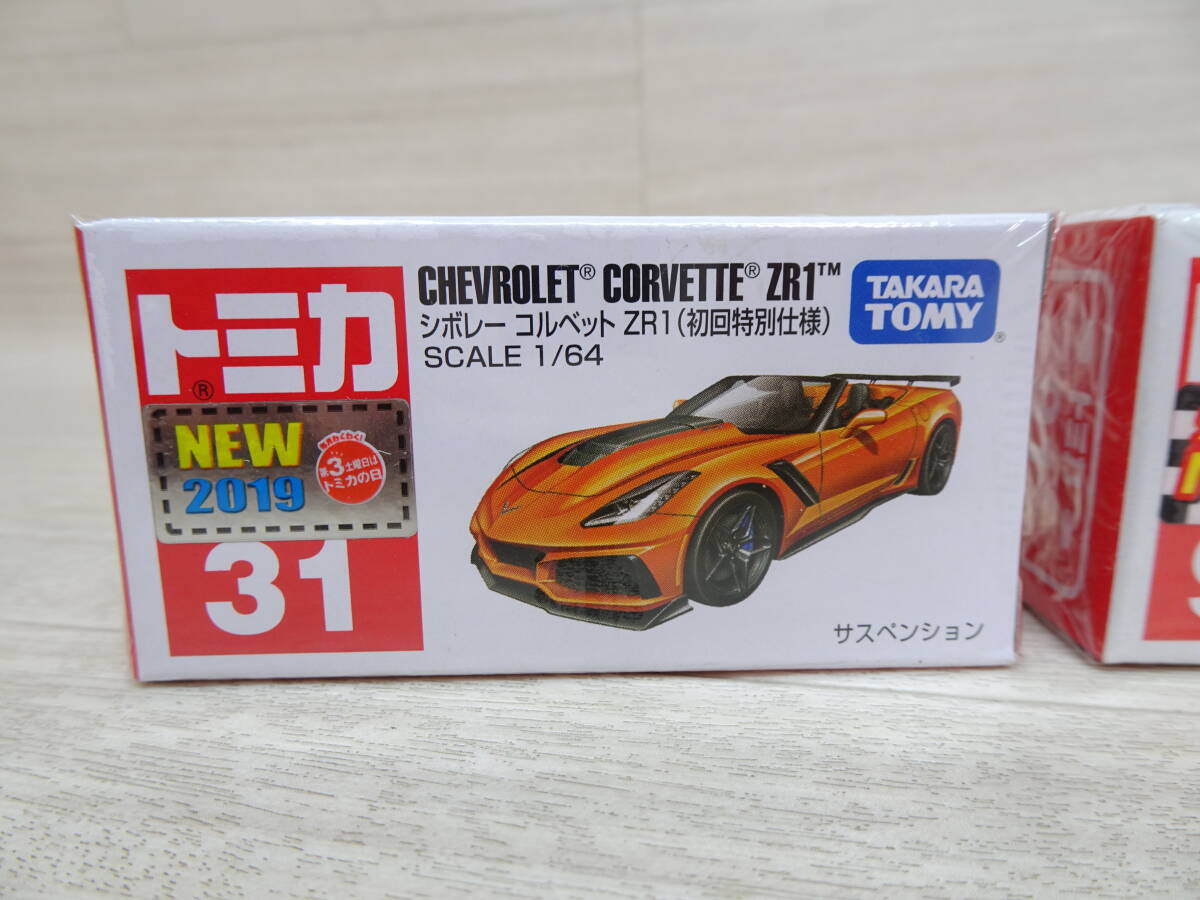 トミカ®
CHEVROLET® CORVETTE® ZR1™
シボレー コルベット ZR1(初回特別仕様)
SCALE 1/64
TAKARA
TOMY®
NEW
2019
第3土曜日は
トミカの日
31
サスペンション